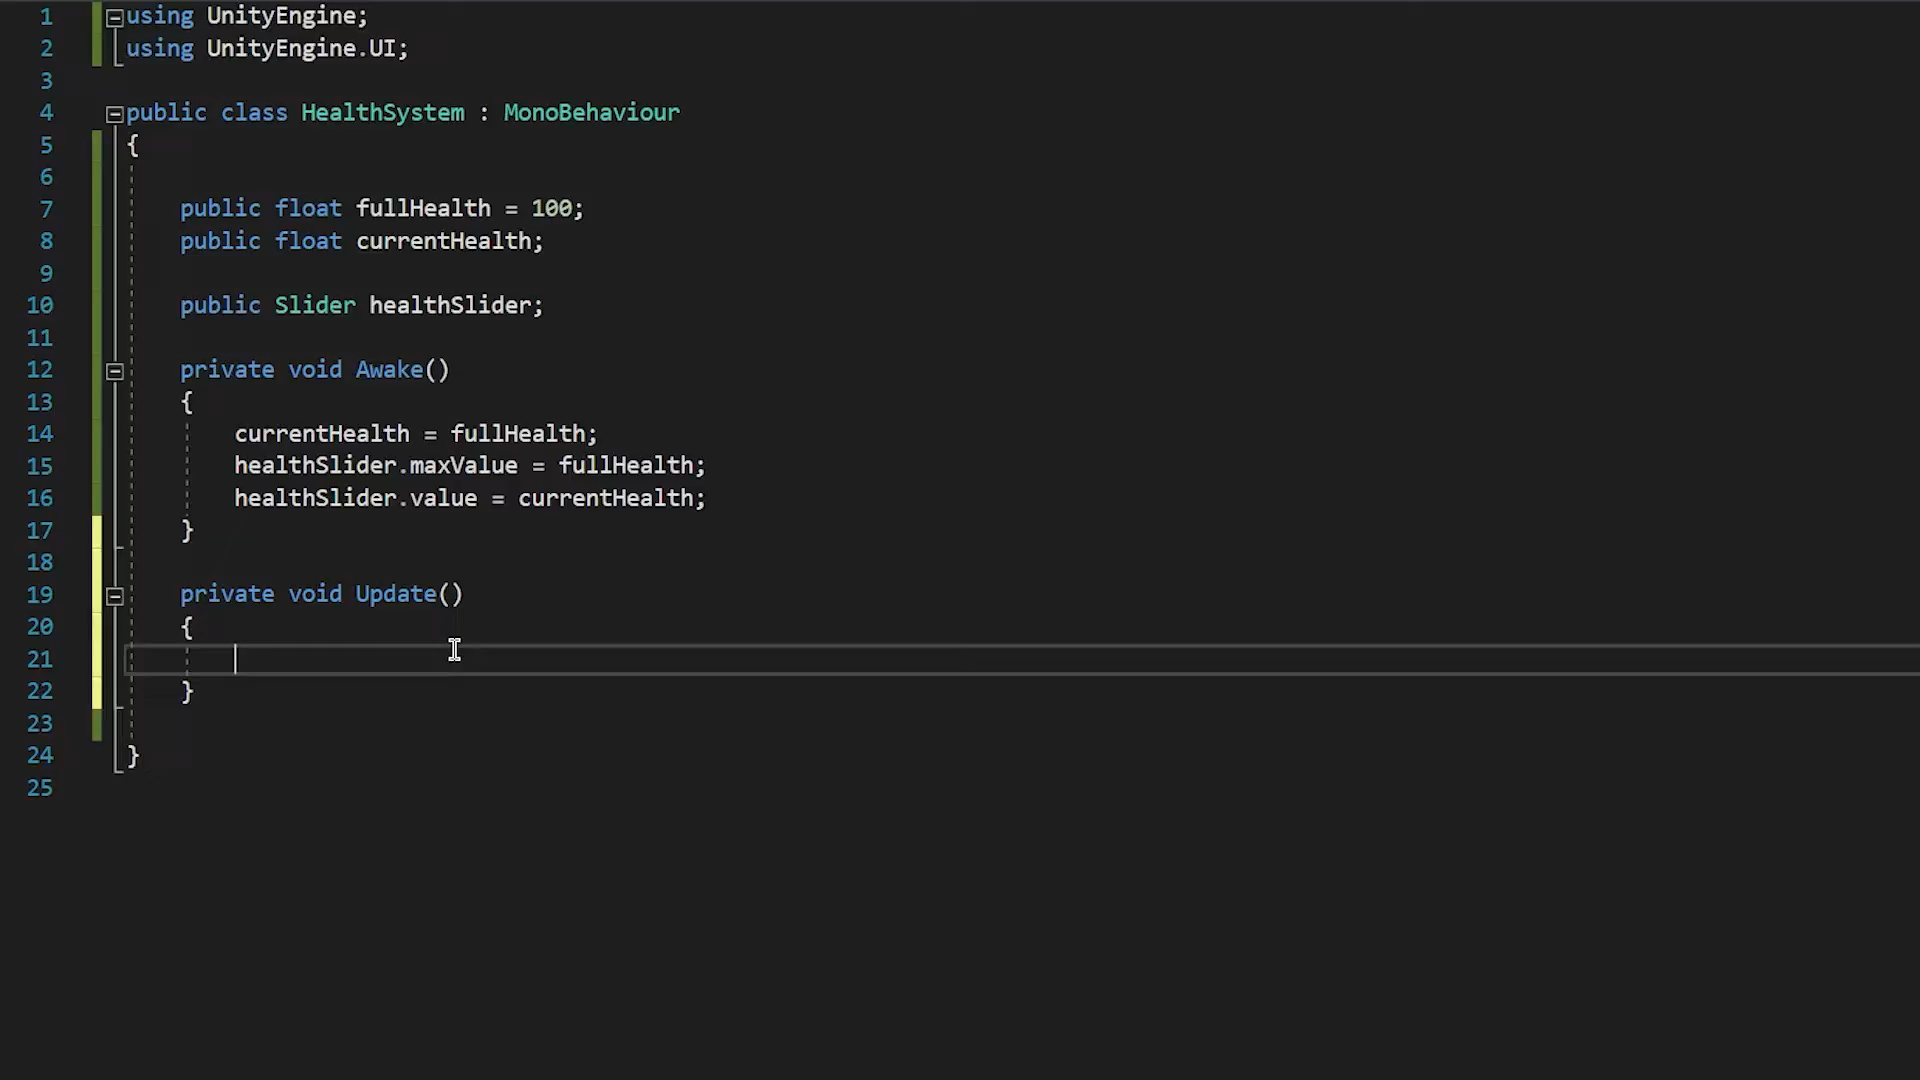 1 using UnityEngine;
2 using UnityEngine.UI;
3
4 public class HealthSystem : MonoBehaviour
5 {
6
7     public float fullHealth = 100;
8     public float currentHealth;
9
10     public Slider healthSlider;
11
12     private void Awake()
13     {
14         currentHealth = fullHealth;
15         healthSlider.maxValue = fullHealth;
16         healthSlider.value = currentHealth;
17     }
18
19     private void Update()
20     {
21
22     }
23
24 }
25